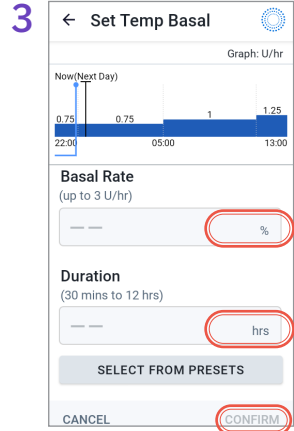 3
← Set Temp Basal
Graph: U/hr
Now(Next Day)
0.75 0.75 1 1.25
22:00 05:00 13:00
Basal Rate
(up to 3 U/hr)
— — %
Duration
(30 mins to 12 hrs)
— — hrs
SELECT FROM PRESETS
CANCEL CONFIRM